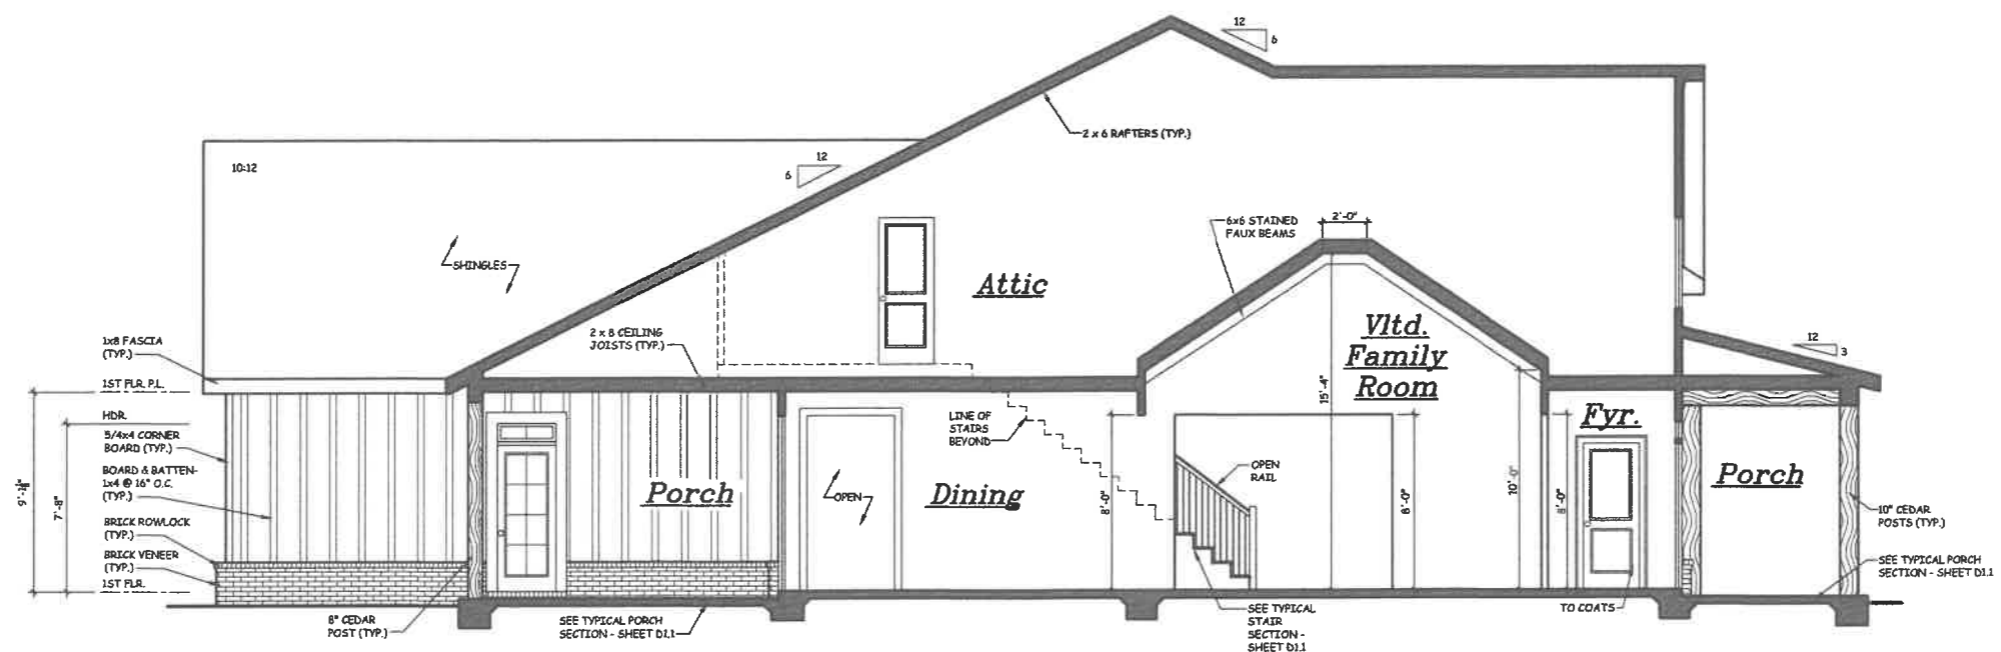 12
6
2 x 6 RAFTERS (TYP.)
10:12
12
6
SHINGLES
6x6 STAINED
FAUX BEAMS
2'-0"
Attic
Vltd.
Family
Room
2 x 8 CEILING
JOISTS (TYP.)
12
3
1x8 FASCIA
(TYP.)
1ST FLR. P.L.
HDR.
5/4x4 CORNER
BOARD (TYP.)
BOARD & BATTEN-
1x4 @ 16" O.C.
(TYP.)
BRICK ROWLOCK
(TYP.)
BRICK VENEER
(TYP.)
1ST FLR.
7'-8"
Porch
OPEN
Dining
LINE OF
STAIRS
BEYOND
8'-0"
OPEN
RAIL
15'-4"
8'-0"
10'-0"
8'-0"
Fyr.
Porch
10" CEDAR
POSTS (TYP.)
SEE TYPICAL PORCH
SECTION - SHEET D1.1
8" CEDAR
POST (TYP.)
SEE TYPICAL PORCH
SECTION - SHEET D1.1
SEE TYPICAL
STAIR
SECTION -
SHEET D1.1
TO COATS